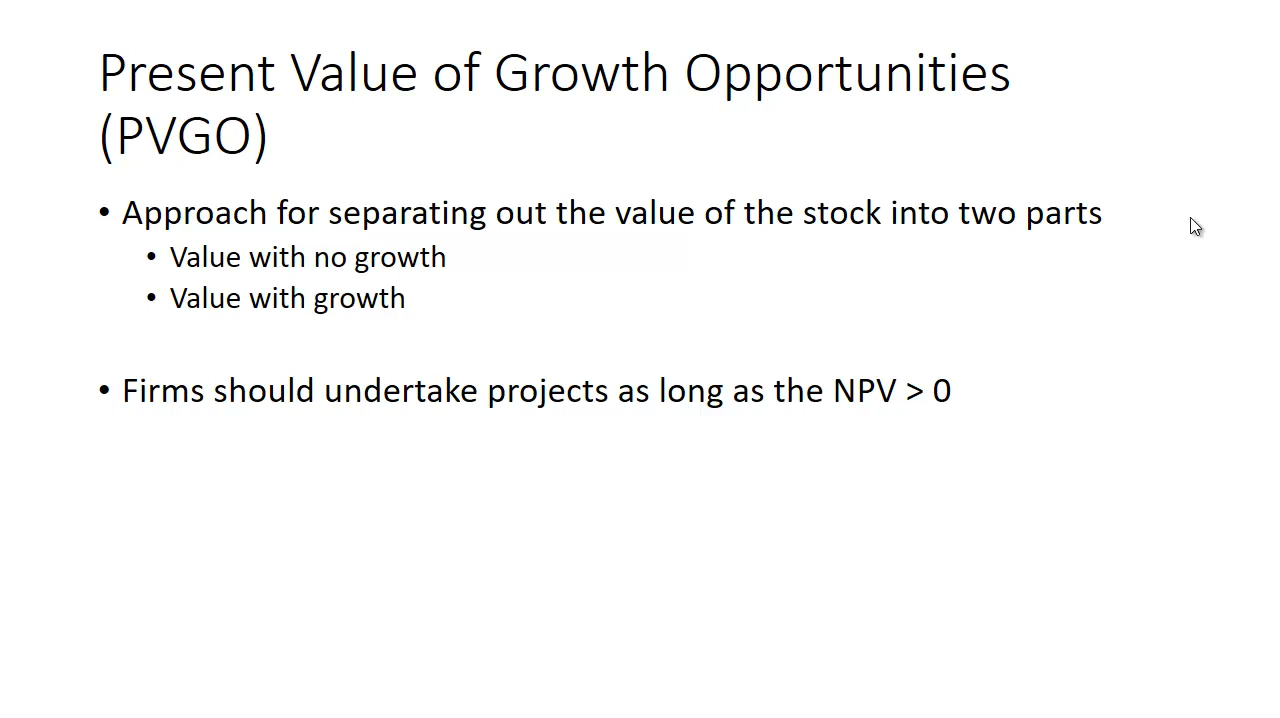 Present Value of Growth Opportunities
(PVGO)
• Approach for separating out the value of the stock into two parts
• Value with no growth
• Value with growth
• Firms should undertake projects as long as the NPV > 0